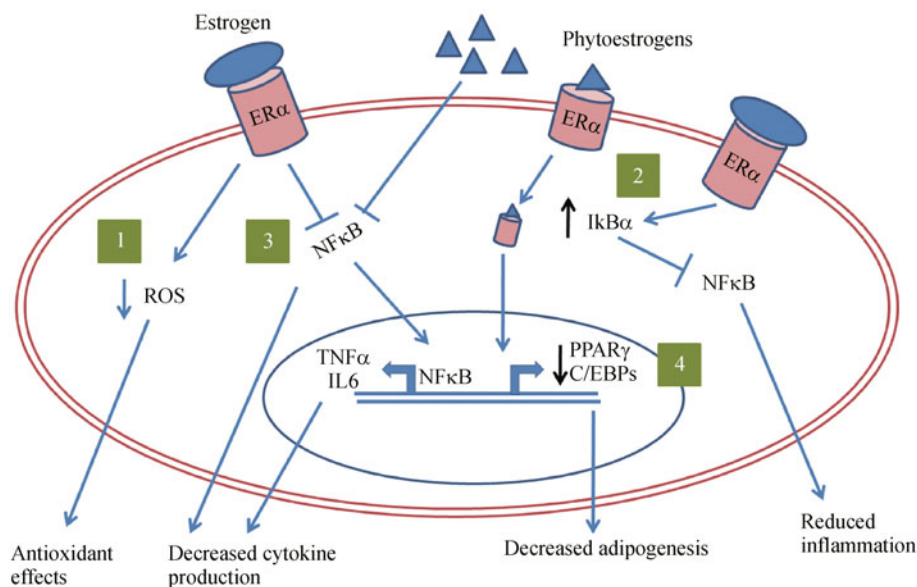 Estrogen
Phytoestrogens
ERα
ERα
ERα
1
2
3
IkBα
NFκB
NFκB
ROS
TNFα
IL6
NFκB
PPARγ
C/EBPs
4
Antioxidant
effects
Decreased cytokine
production
Decreased adipogenesis
Reduced
inflammation